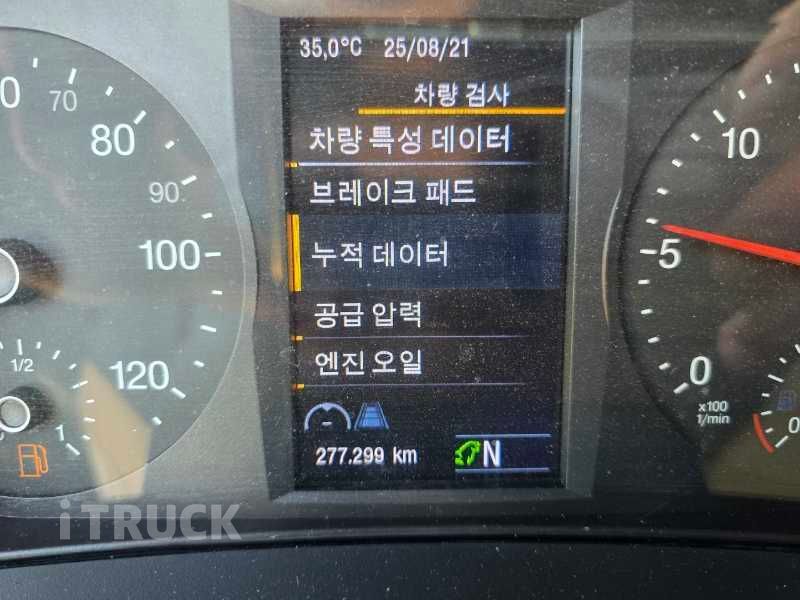 35,0°C 25/08/21
차량 검사
차량 특성 데이터
브레이크 패드
누적 데이터
공급 압력
엔진 오일
277.299 km N
0 70
80
90
100
120
1/2
1
10
5
0
x100
1/min
0
iTRUCK